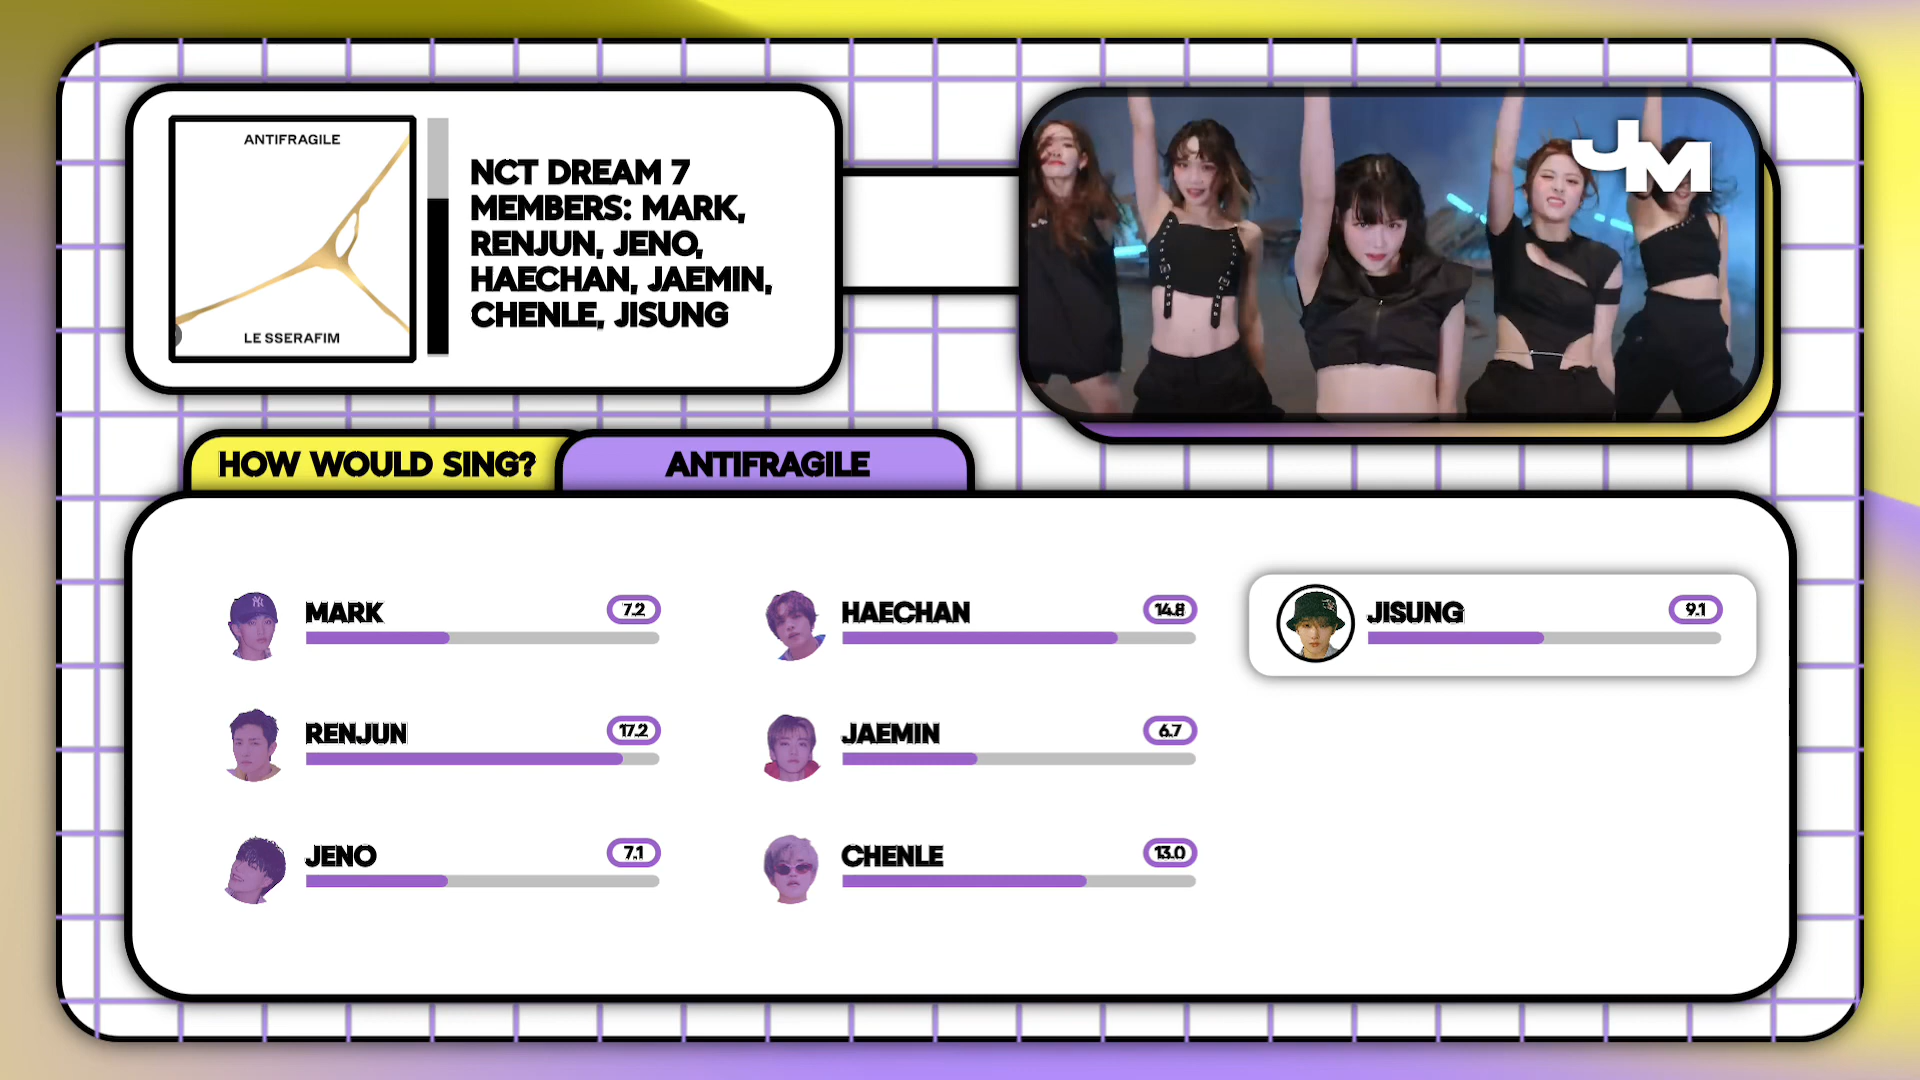 ANTIFRAGILE
LE SSERAFIM
NCT DREAM 7
MEMBERS: MARK,
RENJUN, JENO,
HAECHAN, JAEMIN,
CHENLE, JISUNG
JM
HOW WOULD SING?
ANTIFRAGILE
MARK
7.2
RENJUN
17.2
JENO
7.1
HAECHAN
14.8
JAEMIN
6.7
CHENLE
13.0
JISUNG
9.1